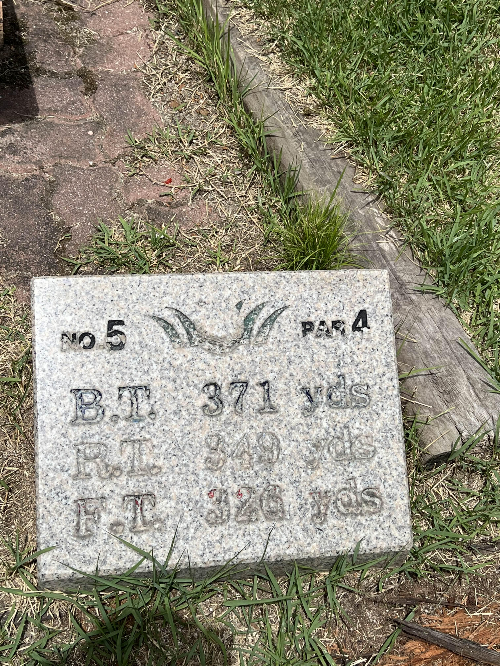 NO 5 PAR 4
B.T. 371 yds
R.T. 349 yds
F.T. 326 yds